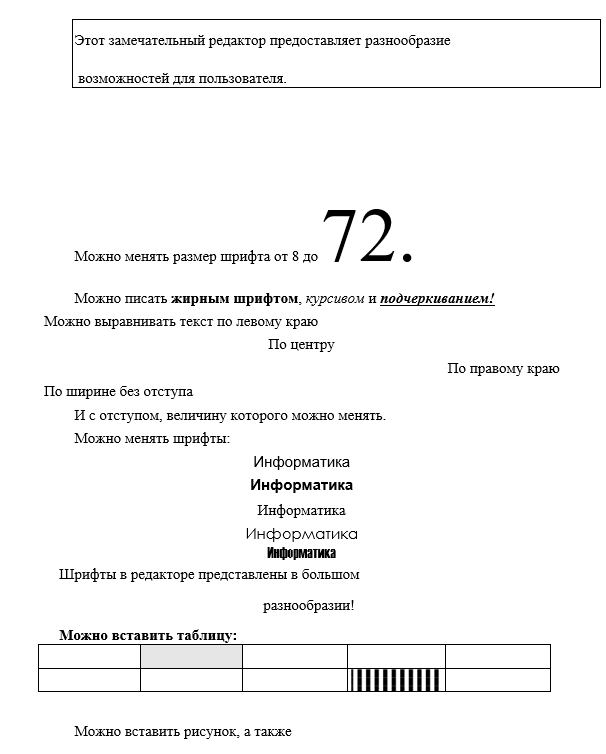 Этот замечательный редактор предоставляет разнообразие
возможностей для пользователя.
Можно менять размер шрифта от 8 до 72.
Можно писать жирным шрифтом, курсивом и подчеркиванием!
Можно выравнивать текст по левому краю
По центру
По правому краю
По ширине без отступа
И с отступом, величину которого можно менять.
Можно менять шрифты:
Информатика
Информатика
Информатика
Информатика
Информатика
Шрифты в редакторе представлены в большом
разнообразии!
Можно вставить таблицу:
Можно вставить рисунок, а также